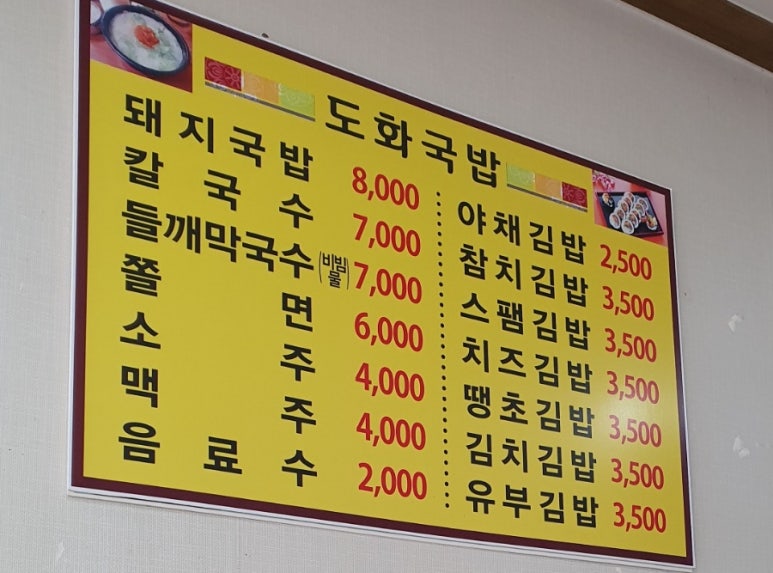 도화국밥
돼지국밥 8,000
칼국수 7,000
들깨막국수(비빔 물) 7,000
쫄면 6,000
소주 4,000
맥주 4,000
음료수 2,000
야채김밥 2,500
참치김밥 3,500
스팸김밥 3,500
치즈김밥 3,500
땡초김밥 3,500
김치김밥 3,500
유부김밥 3,500